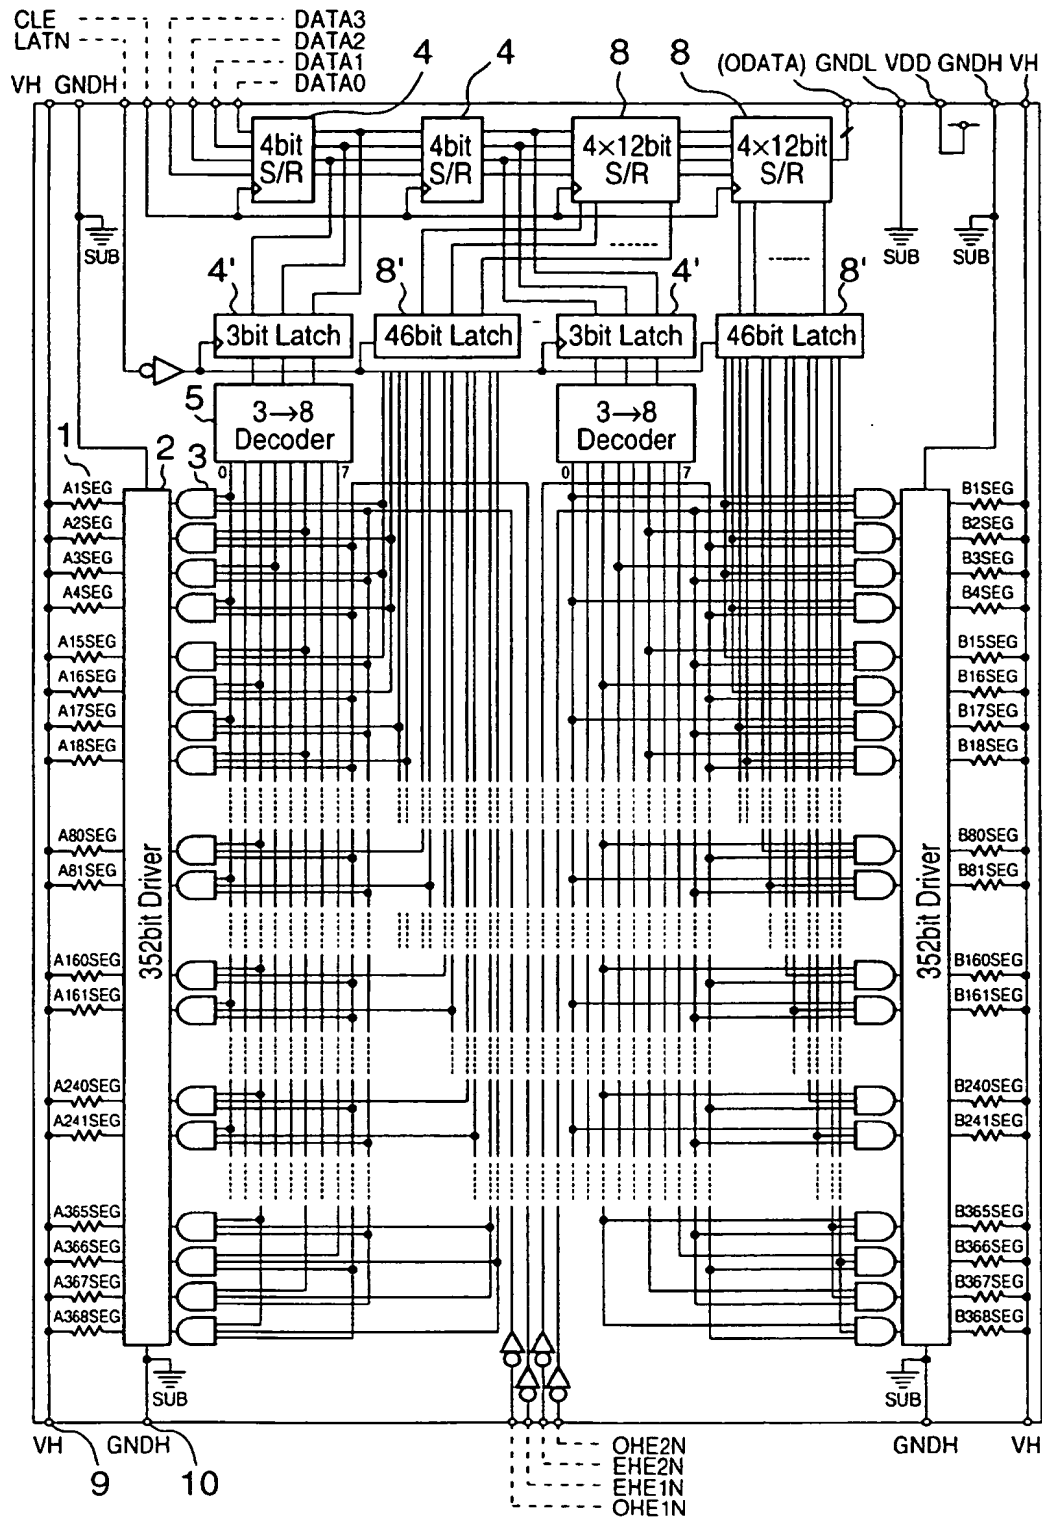 CLE
DATA3
LATN
DATA2
DATA1
DATA0
4
4
8
8
(ODATA) GNDL VDD GNDH VH
VH GNDH
4bit S/R
4bit S/R
4×12bit S/R
4×12bit S/R
SUB
SUB
SUB
4'
8'
4'
8'
3bit Latch
46bit Latch
3bit Latch
46bit Latch
5
3→8 Decoder
3→8 Decoder
0
7
0
7
1
2
3
A1SEG
A2SEG
A3SEG
A4SEG
A15SEG
A16SEG
A17SEG
A18SEG
A80SEG
A81SEG
A160SEG
A161SEG
A240SEG
A241SEG
A365SEG
A366SEG
A367SEG
A368SEG
352bit Driver
352bit Driver
B1SEG
B2SEG
B3SEG
B4SEG
B15SEG
B16SEG
B17SEG
B18SEG
B80SEG
B81SEG
B160SEG
B161SEG
B240SEG
B241SEG
B365SEG
B366SEG
B367SEG
B368SEG
SUB
SUB
VH
GNDH
GNDH
VH
9
10
OHE2N
EHE2N
EHE1N
OHE1N